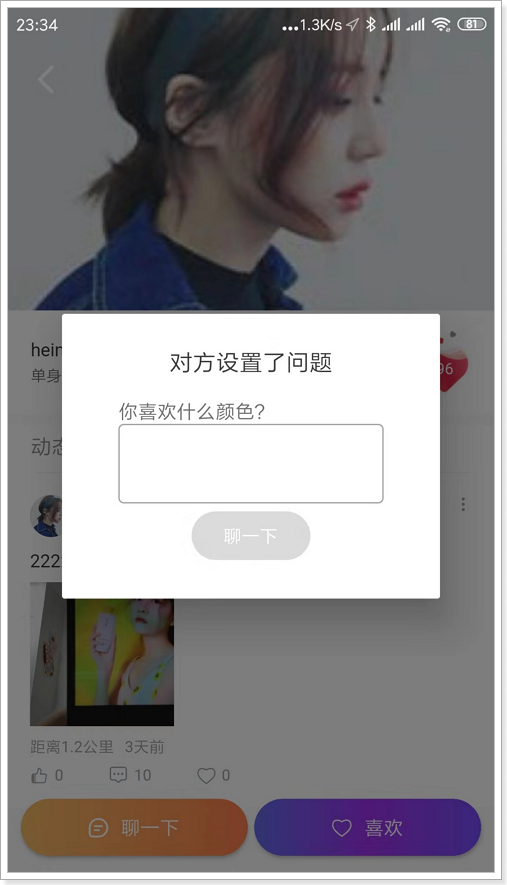 23:34 ...1.3K/s 81
对方设置了问题
hein
96
单身
你喜欢什么颜色?
动态
聊一下
222
距离1.2公里 3天前
0 10 0
聊一下 喜欢